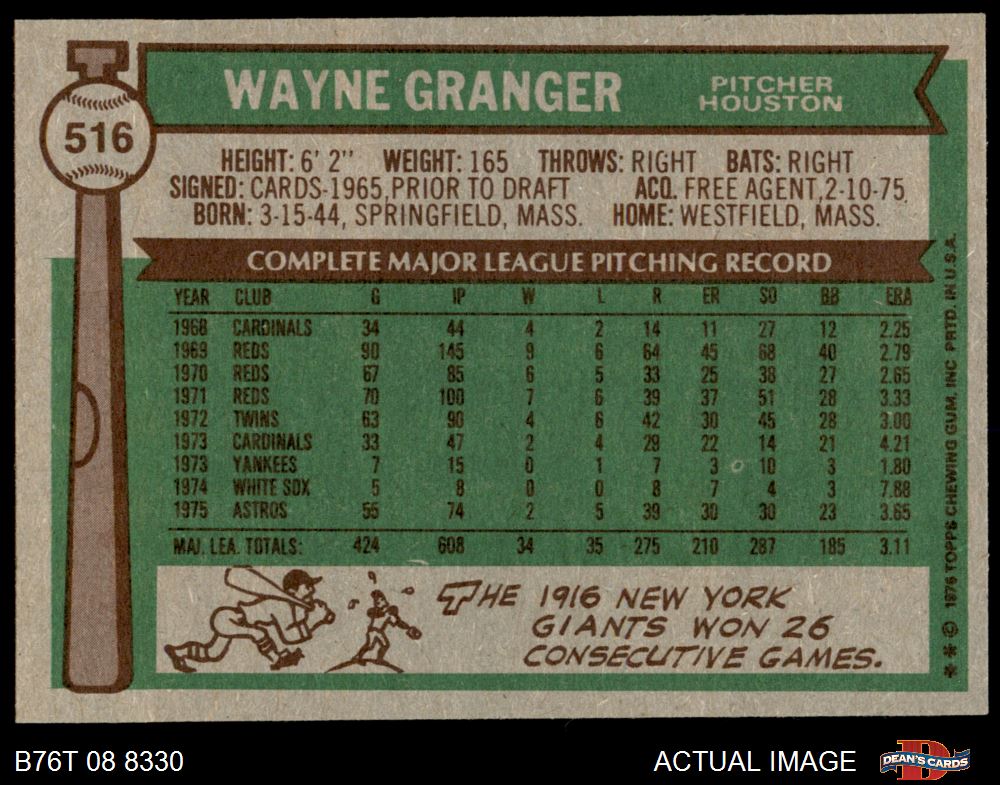 516
WAYNE GRANGER PITCHER HOUSTON
HEIGHT: 6' 2" WEIGHT: 165 THROWS: RIGHT BATS: RIGHT
SIGNED: CARDS-1965, PRIOR TO DRAFT ACQ. FREE AGENT, 2-10-75.
BORN: 3-15-44, SPRINGFIELD, MASS. HOME: WESTFIELD, MASS.
COMPLETE MAJOR LEAGUE PITCHING RECORD
YEAR CLUB G IP W L R ER SO BB ERA
1968 CARDINALS 34 44 4 2 14 11 27 12 2.25
1969 REDS 90 145 9 6 64 45 68 40 2.79
1970 REDS 67 85 6 5 33 25 38 27 2.65
1971 REDS 70 100 7 6 39 37 51 28 3.33
1972 TWINS 63 90 4 6 42 30 45 28 3.00
1973 CARDINALS 33 47 2 4 29 22 14 21 4.21
1973 YANKEES 7 15 0 1 7 3 10 3 1.80
1974 WHITE SOX 5 8 0 0 8 7 4 3 7.88
1975 ASTROS 55 74 2 5 39 30 30 23 3.65
MAJ. LEA. TOTALS: 424 608 34 35 275 210 287 185 3.11
THE 1916 NEW YORK
GIANTS WON 26
CONSECUTIVE GAMES.
** © 1976 TOPPS CHEWING GUM, INC. PRTD. IN U.S.A.
B76T 08 8330 ACTUAL IMAGE DEAN'S CARDS